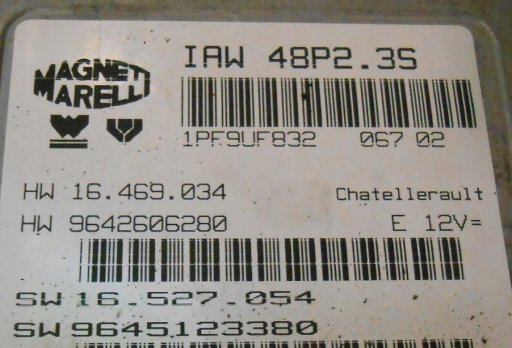 IAW 48P2.3S
MAGNETI
MARELLI
1PF9UF832 067 02
HW 16.469.034 Chatellerault
HW 9642606280 E 12V=
SW 16.527.054
SW 9645123380